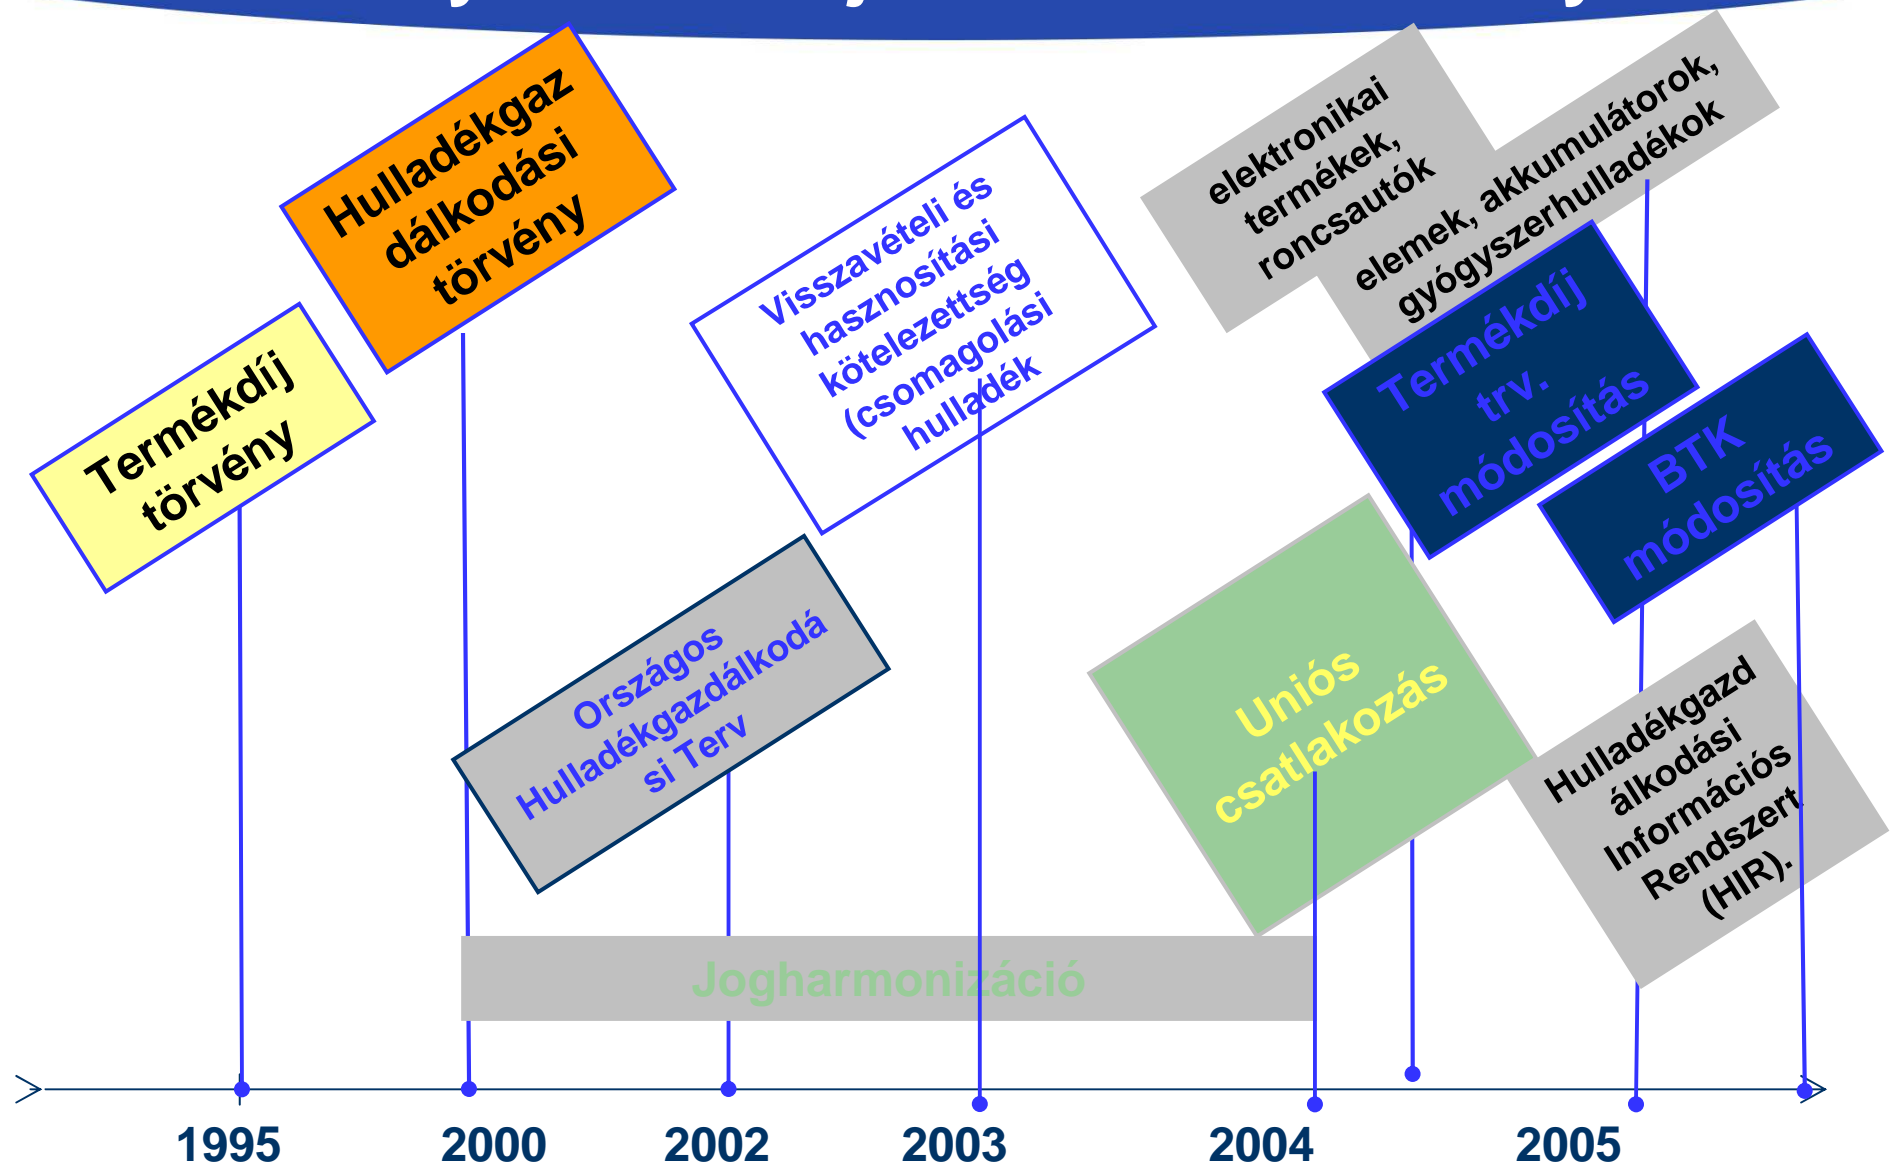 Termékdíj
törvény
Hulladékgaz
dálkodási
törvény
Országos
Hulladékgazdálkodá
si Terv
Visszavételi és
hasznosítási
kötelezettség
(csomagolási
hulladék
elektronikai
termékek,
roncsautók
elemek, akkumulátorok,
gyógyszerhulladékok
Termékdíj
trv.
módosítás
BTK
módosítás
Uniós
csatlakozás
Hulladékgazd
álkodási
Információs
Rendszert
(HIR).
Jogharmonizáció
1995 2000 2002 2003 2004 2005